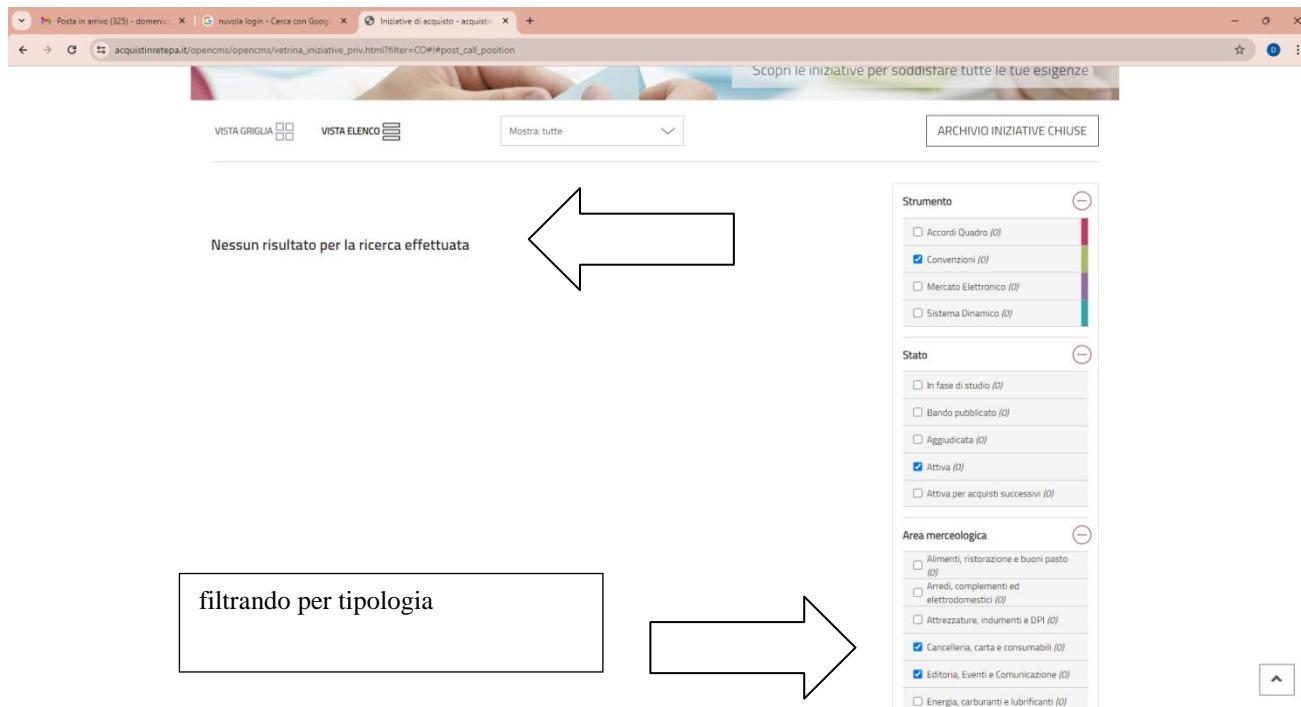 Posta in arrivo (325) - domenic
nuvola login - Cerca con Goog
Iniziative di acquisto - acquistin
acquistinretepa.it/opencms/opencms/vetrina_iniziative_priv.html?filter=CO#!#post_call_position
D
Scopri le iniziative per soddisfare tutte le tue esigenze
VISTA GRIGLIA
VISTA ELENCO
Mostra: tutte
ARCHIVIO INIZIATIVE CHIUSE
Nessun risultato per la ricerca effettuata
Strumento
Accordi Quadro (0)
Convenzioni (0)
Mercato Elettronico (0)
Sistema Dinamico (0)
Stato
In fase di studio (0)
Bando pubblicato (0)
Aggiudicata (0)
Attiva (0)
Attiva per acquisti successivi (0)
Area merceologica
Alimenti, ristorazione e buoni pasto
(0)
Arredi, complementi ed
elettrodomestici (0)
Attrezzature, indumenti e DPI (0)
Cancelleria, carta e consumabili (0)
Editoria, Eventi e Comunicazione (0)
Energia, carburanti e lubrificanti (0)
filtrando per tipologia